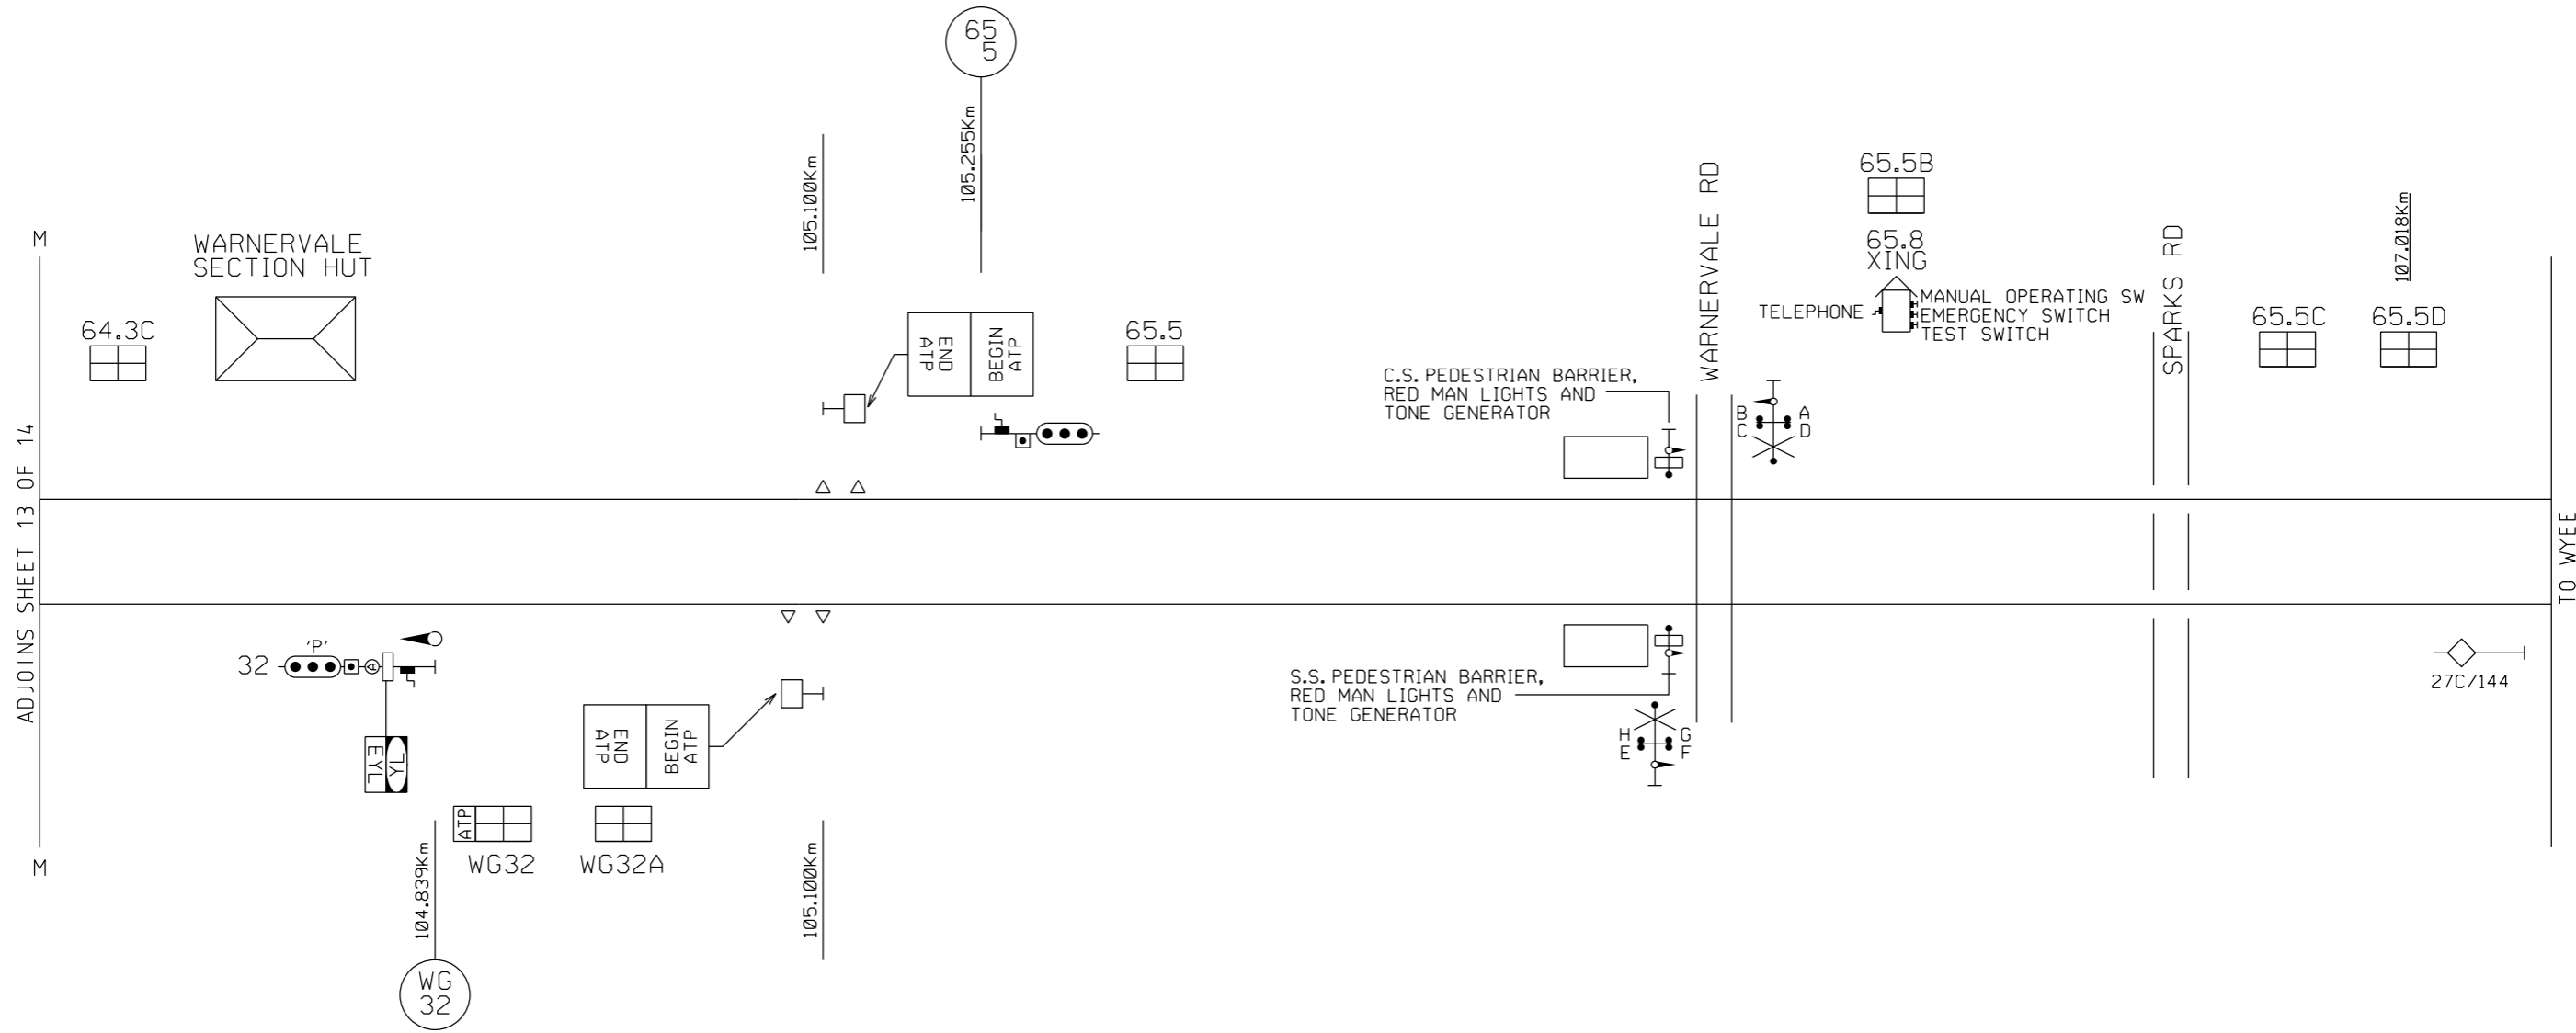 65
5
105.255Km
105.100Km
M
WARNERVALE
SECTION HUT
64.3C
END
ATP
BEGIN
ATP
65.5
C.S. PEDESTRIAN BARRIER,
RED MAN LIGHTS AND
TONE GENERATOR
WARNERVALE RD
B A
C D
65.5B
65.8
XING
TELEPHONE
MANUAL OPERATING SW
EMERGENCY SWITCH
TEST SWITCH
SPARKS RD
107.018Km
65.5C
65.5D
ADJOINS SHEET 13 OF 14
TO WYEE
32
'P'
A
EYL
YL
END
ATP
BEGIN
ATP
S.S. PEDESTRIAN BARRIER,
RED MAN LIGHTS AND
TONE GENERATOR
H G
E F
27C/144
ATP
WG32
WG32A
M
104.839Km
105.100Km
WG
32